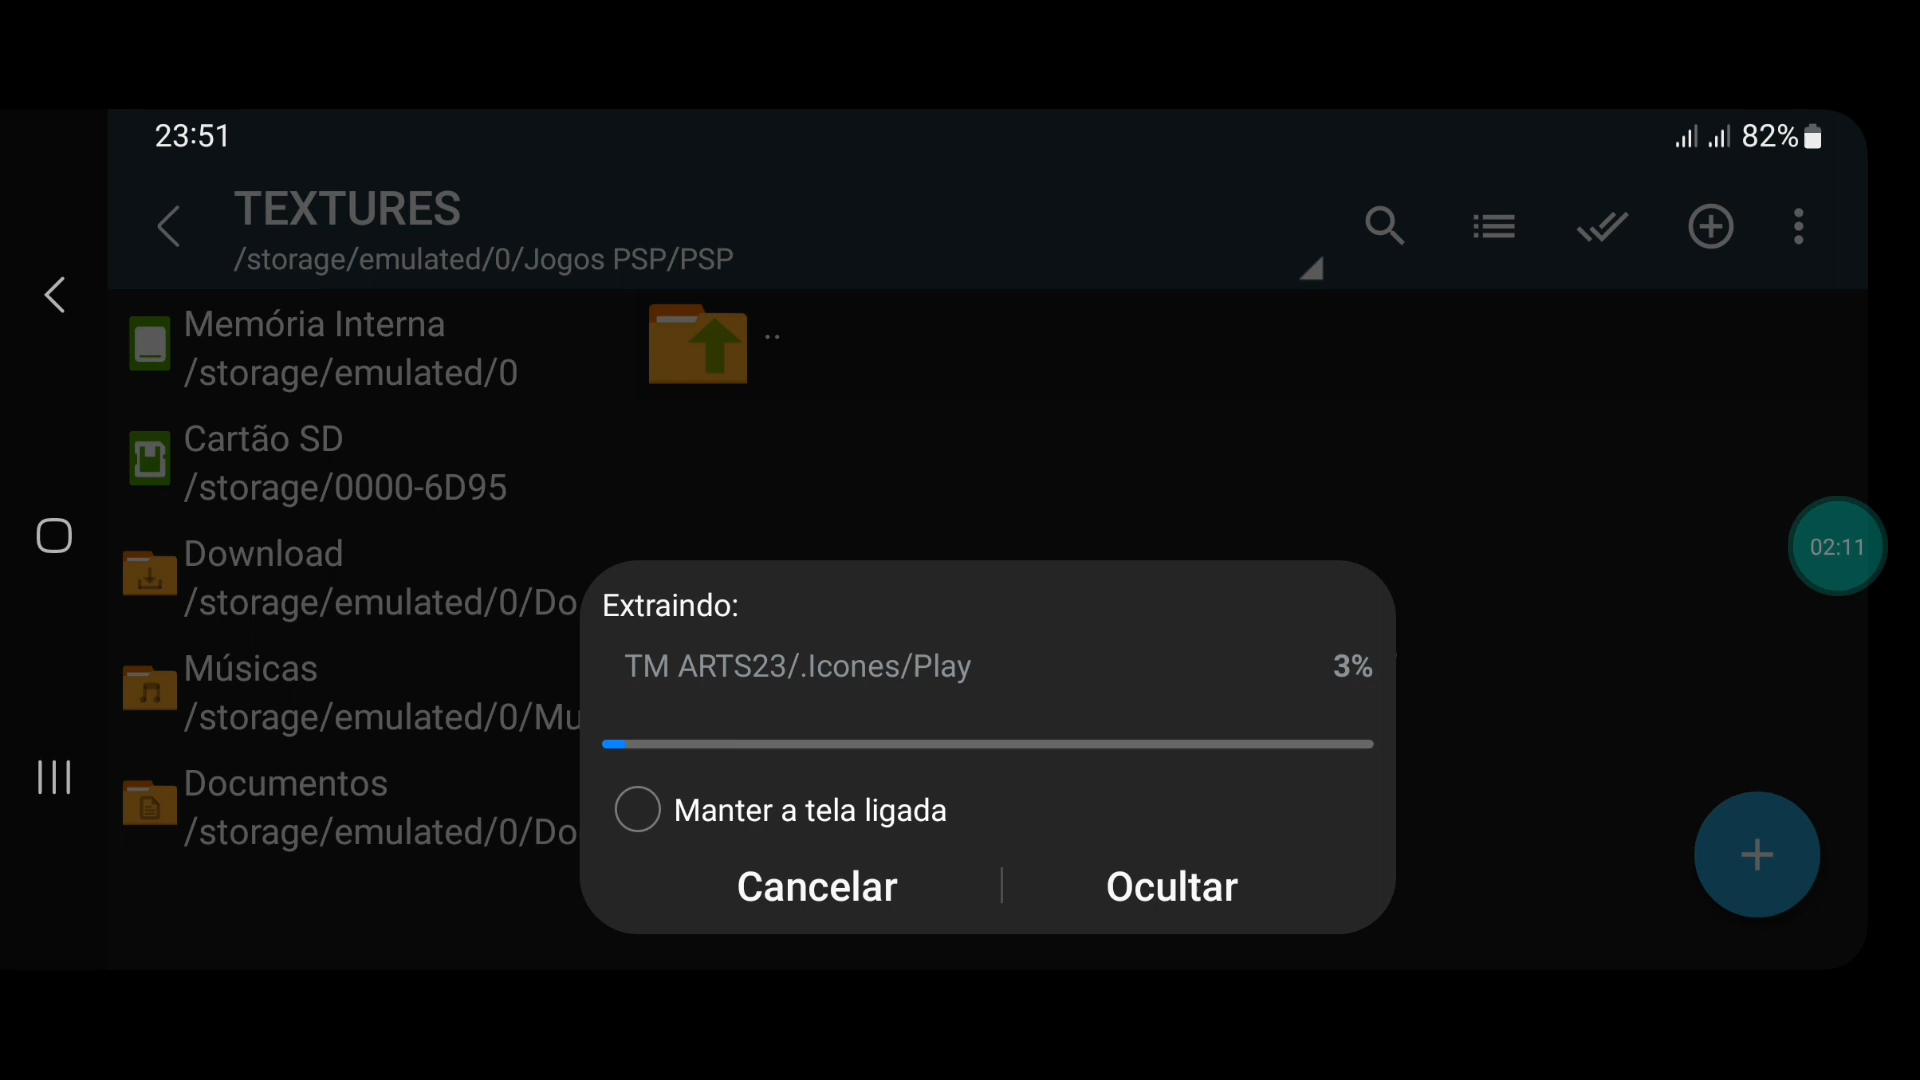 23:51
82%
TEXTURES
/storage/emulated/0/Jogos PSP/PSP
Memória Interna
/storage/emulated/0
..
Cartão SD
/storage/0000-6D95
Download
/storage/emulated/0/Do
02:11
Músicas
/storage/emulated/0/Mu
Documentos
/storage/emulated/0/Do
Extraindo:
TM ARTS23/.Icones/Play
3%
Manter a tela ligada
Cancelar
Ocultar